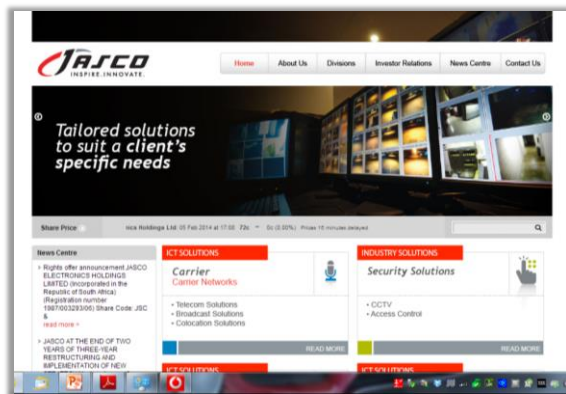 JASCO
INSPIRE.INNOVATE.
Home
About Us
Divisions
Investor Relations
News Centre
Contact Us
Tailored solutions
to suit a client's
specific needs
Share Price
nics Holdings Ltd: 05 Feb 2014 at 17:00 72c 0c (0.00%) Prices 15 minutes delayed
News Centre
Rights offer announcement JASCO
ELECTRONICS HOLDINGS
LIMITED (Incorporated in the
Republic of South Africa)
(Registration number
1987/003293/06) Share Code: JSC
&
read more >
JASCO AT THE END OF TWO
YEARS OF THREE-YEAR
RESTRUCTURING AND
IMPLEMENTATION OF NEW
ICT SOLUTIONS
Carrier
Carrier Networks
• Telecom Solutions
• Broadcast Solutions
• Colocation Solutions
READ MORE
INDUSTRY SOLUTIONS
Security Solutions
• CCTV
• Access Control
READ MORE
ICT SOLUTIONS
ICT SOLUTIONS